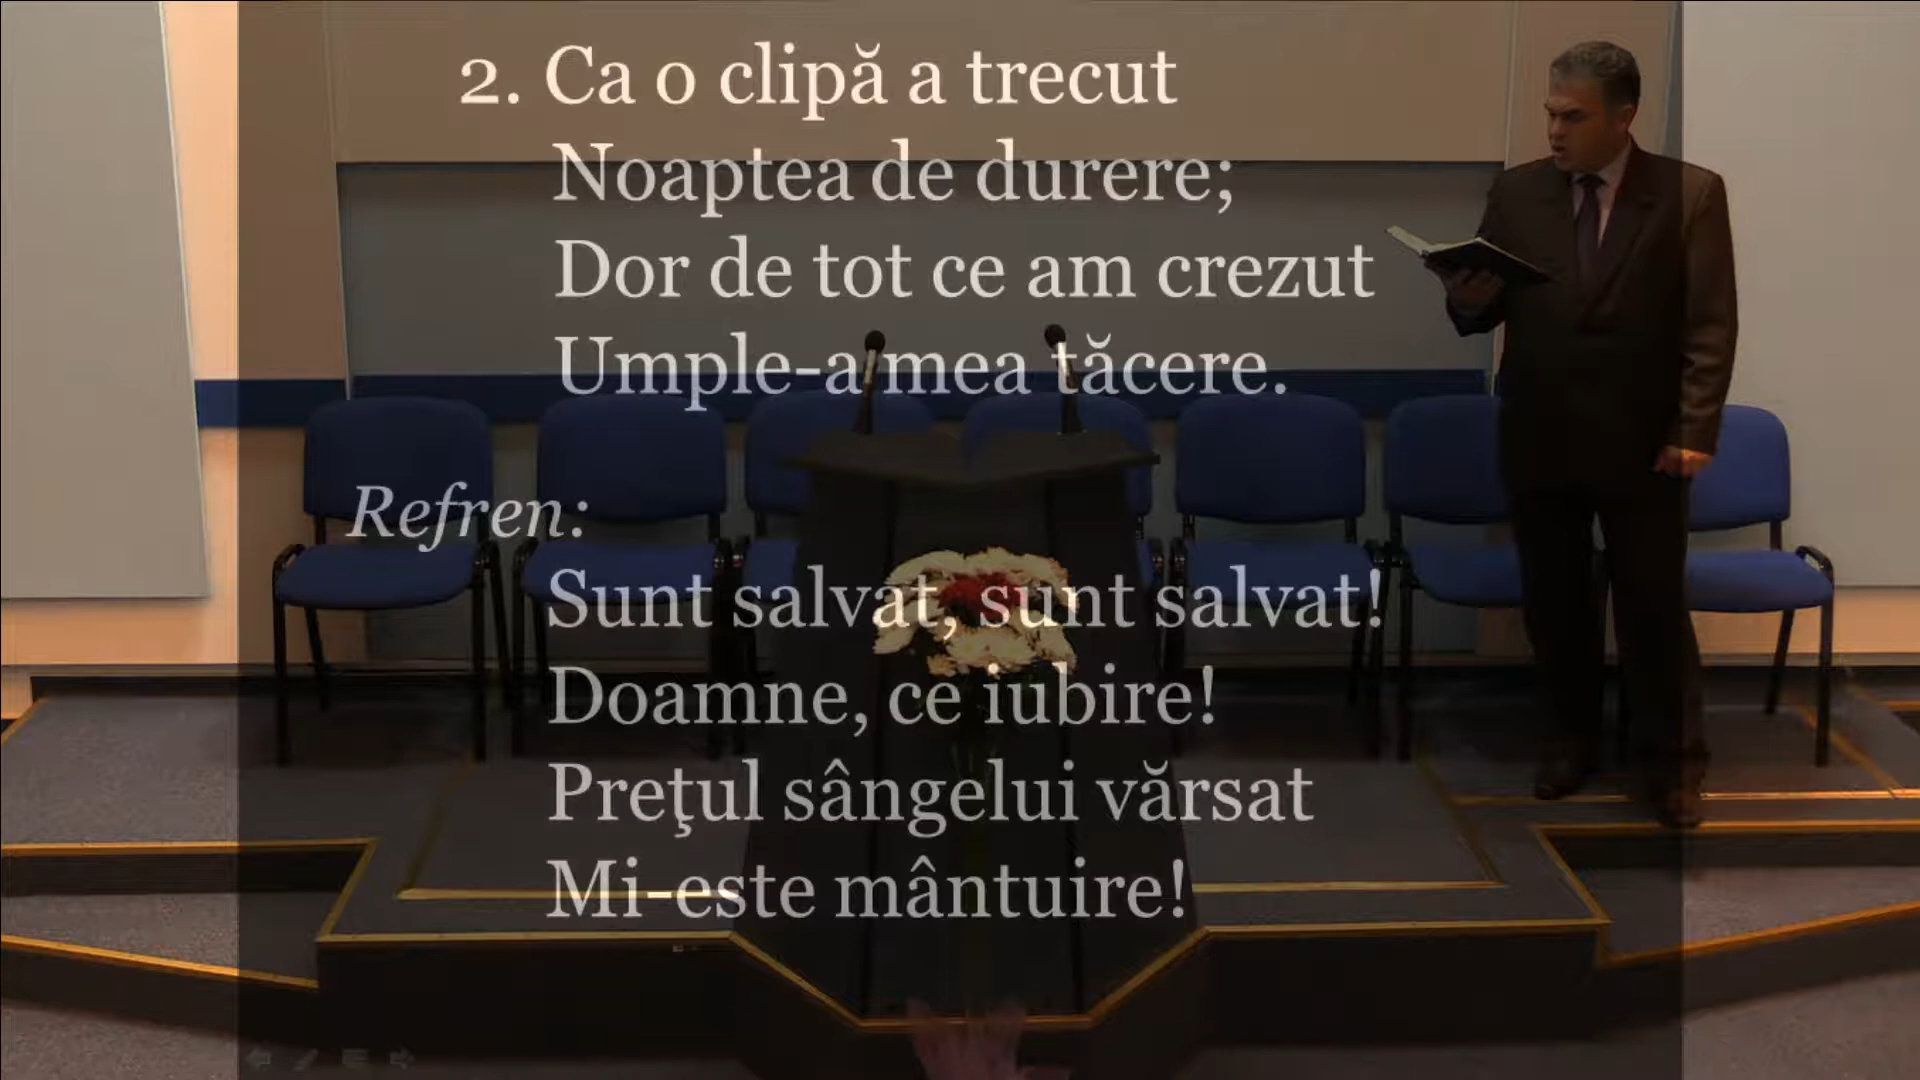 2. Ca o clipă a trecut
Noaptea de durere;
Dor de tot ce am crezut
Umple-a mea tăcere.
Refren:
Sunt salvat, sunt salvat!
Doamne, ce iubire!
Preţul sângelui vărsat
Mi-este mântuire!